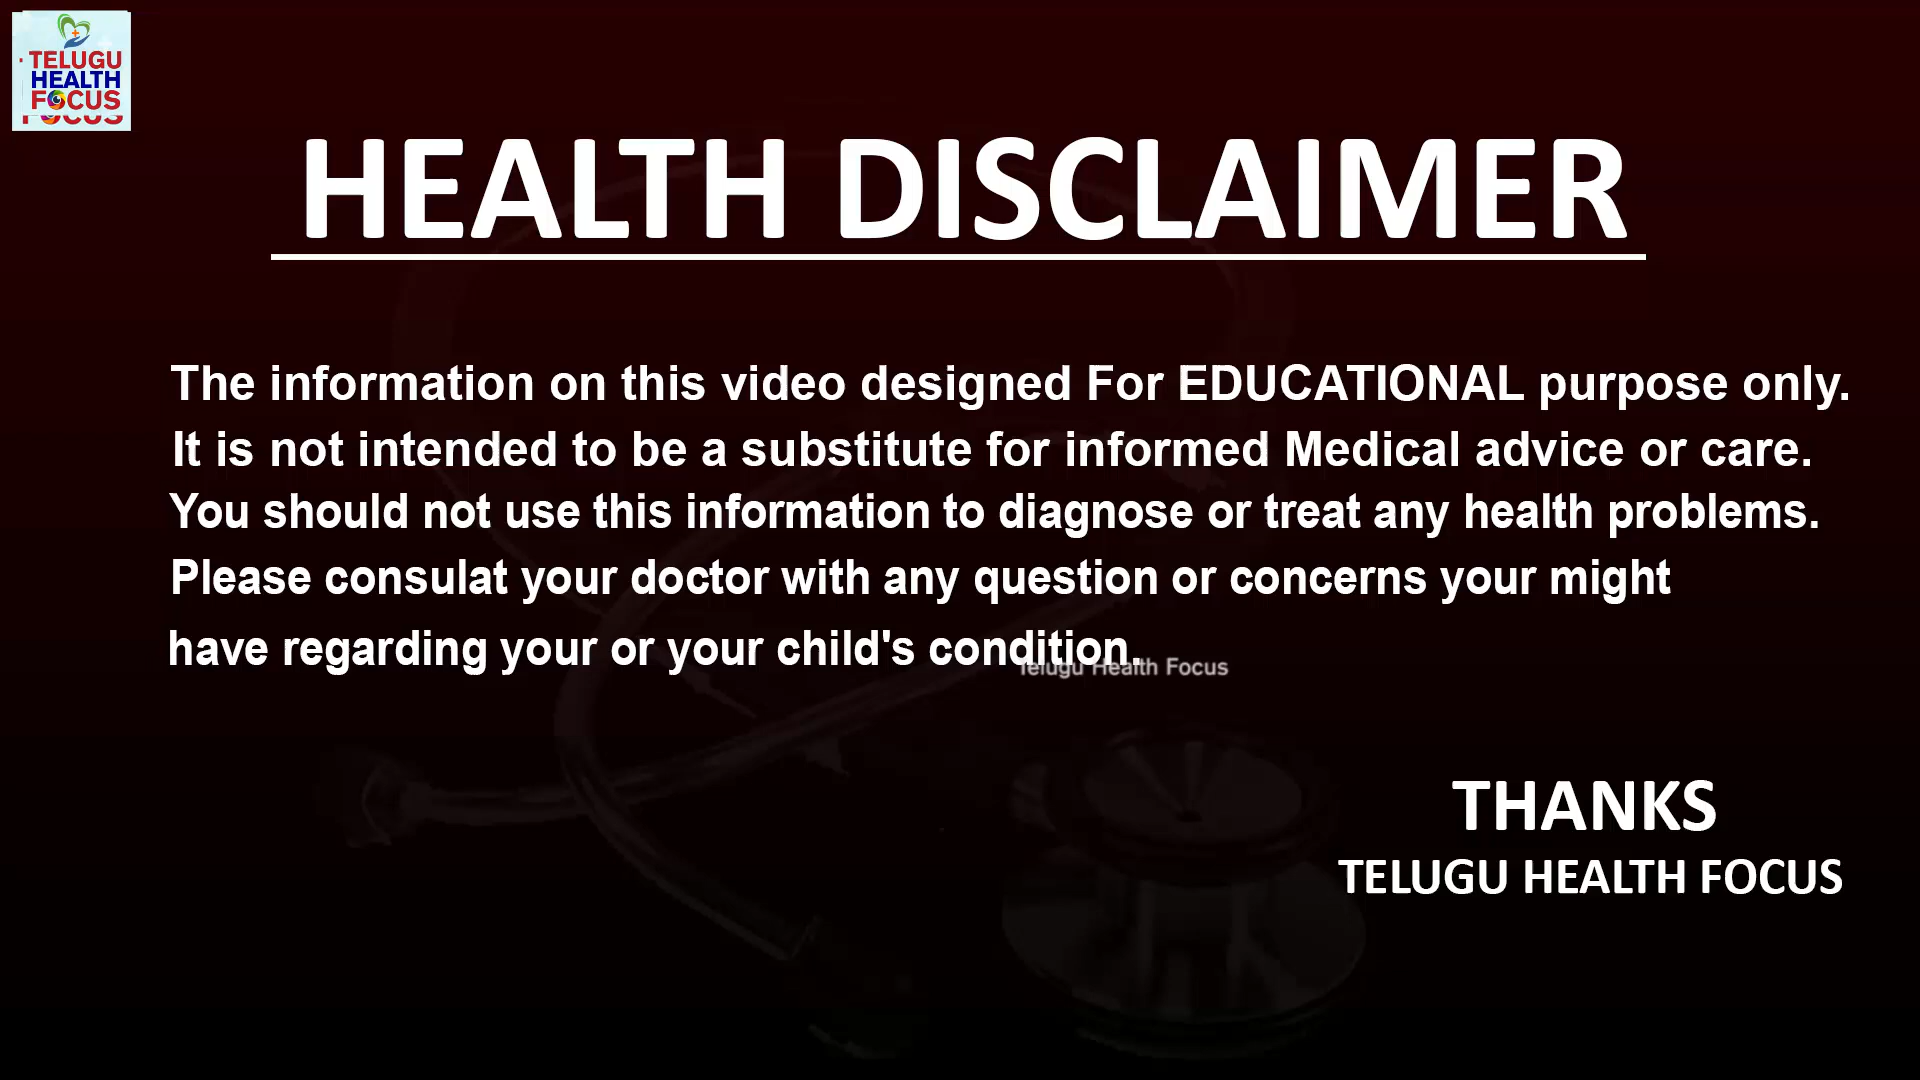 TELUGU
HEALTH
FOCUS
HEALTH DISCLAIMER
The information on this video designed For EDUCATIONAL purpose only.
It is not intended to be a substitute for informed Medical advice or care.
You should not use this information to diagnose or treat any health problems.
Please consulat your doctor with any question or concerns your might
have regarding your or your child's condition.
Telugu Health Focus
THANKS
TELUGU HEALTH FOCUS